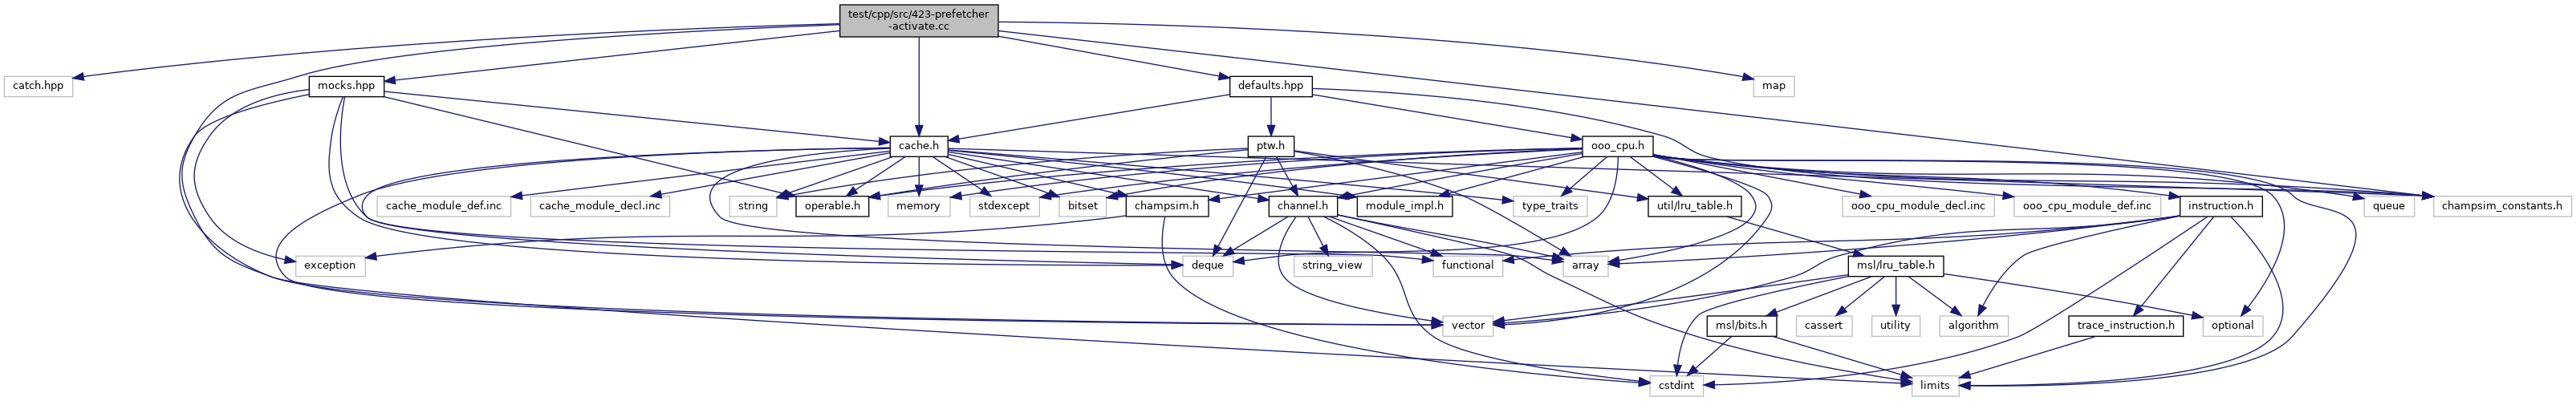 test/cpp/src/423-prefetcher
-activate.cc
catch.hpp
mocks.hpp
defaults.hpp
map
cache.h
ptw.h
ooo_cpu.h
cache_module_def.inc
cache_module_decl.inc
string
operable.h
memory
stdexcept
bitset
champsim.h
channel.h
module_impl.h
type_traits
util/lru_table.h
ooo_cpu_module_decl.inc
ooo_cpu_module_def.inc
instruction.h
queue
champsim_constants.h
exception
deque
string_view
functional
array
msl/lru_table.h
vector
msl/bits.h
cassert
utility
algorithm
trace_instruction.h
optional
cstdint
limits